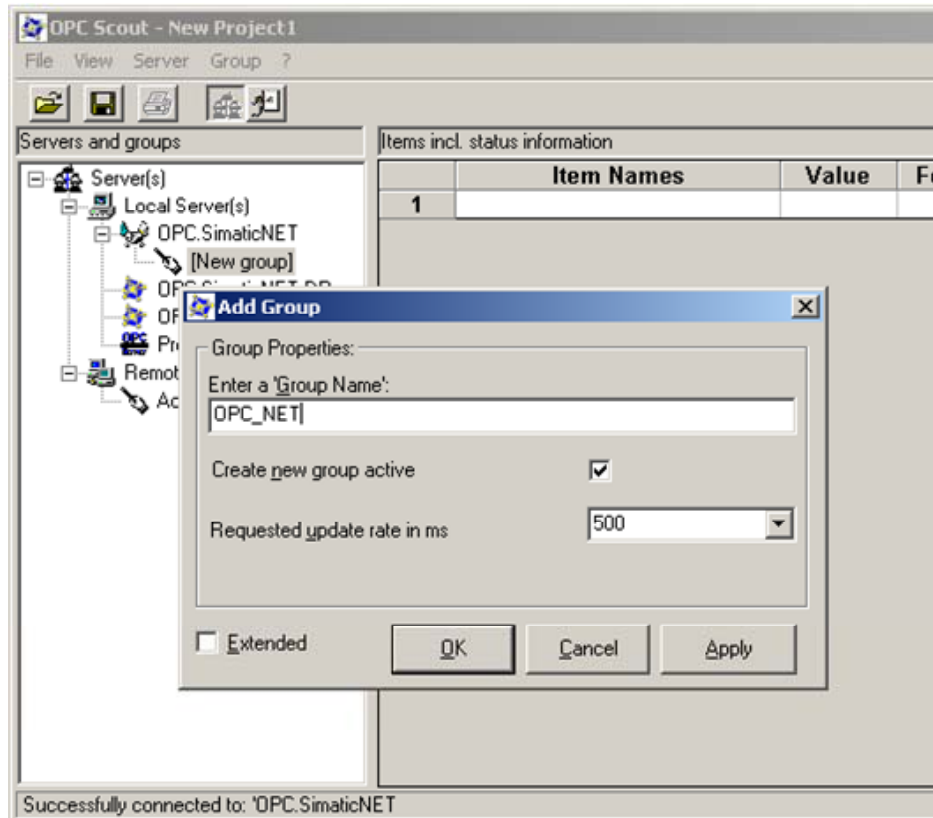 OPC Scout - New Project1
File View Server Group ?
Servers and groups
Items incl. status information
Item Names Value
1
Server(s)
Local Server(s)
OPC.SimaticNET
[New group]
Add Group
Group Properties:
Enter a 'Group Name':
OPC_NET
Create new group active
Requested update rate in ms
500
Extended
OK Cancel Apply
Successfully connected to: 'OPC.SimaticNET